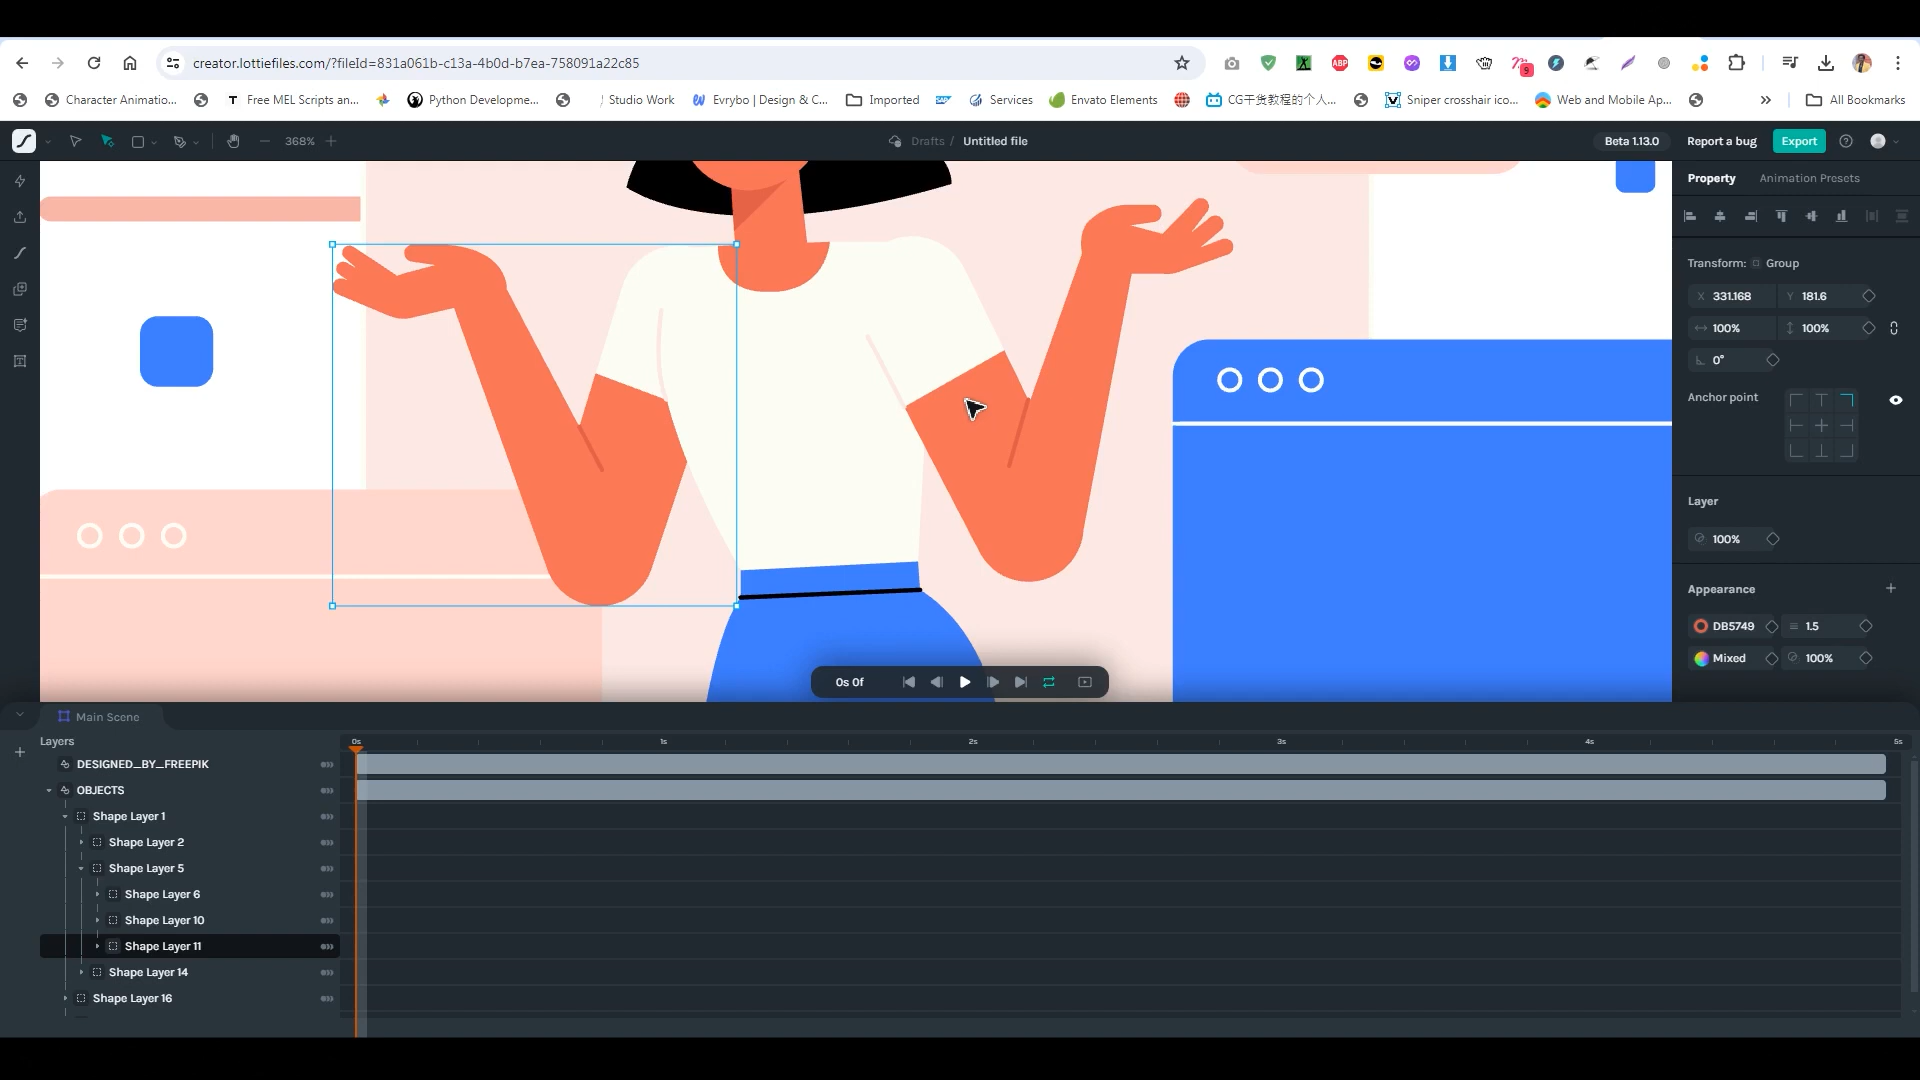 creator.lottiefiles.com/?fileId=831a061b-c13a-4b0d-b7ea-758091a22c85
ABP
9
Character Animatio...
T Free MEL Scripts an...
Python Developme...
Studio Work
Evrybo | Design & C...
Imported
SAP
Services
Envato Elements
CG干货教程的个人...
Sniper crosshair ico...
Web and Mobile Ap...
All Bookmarks
368%
Drafts / Untitled file
Beta 1.13.0
Report a bug
Export
Property
Animation Presets
Transform: Group
X 331.168
Y 181.6
100%
100%
0°
Anchor point
Layer
100%
Appearance
DB5749
1.5
Mixed
100%
0s 0f
Main Scene
Layers
0s
1s
2s
3s
4s
5s
DESIGNED_BY_FREEPIK
OBJECTS
Shape Layer 1
Shape Layer 2
Shape Layer 5
Shape Layer 6
Shape Layer 10
Shape Layer 11
Shape Layer 14
Shape Layer 16